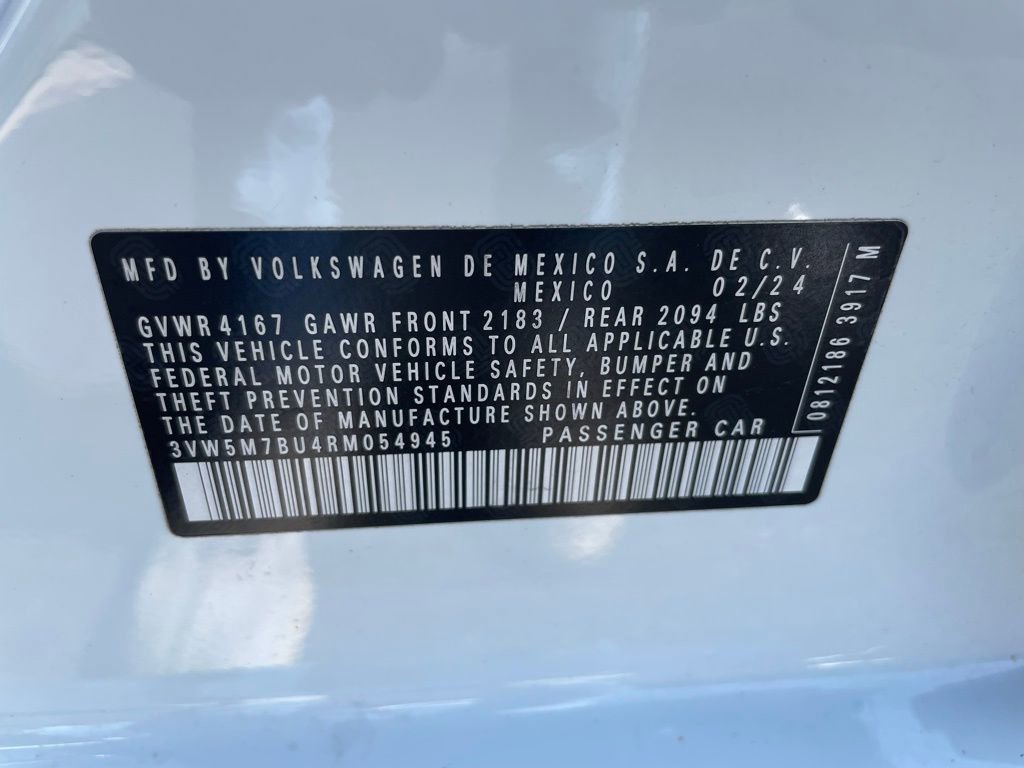 MFD BY VOLKSWAGEN DE MEXICO S.A. DE C.V.
MEXICO 02/24
GVWR 4167 GAWR FRONT 2183 / REAR 2094 LBS
THIS VEHICLE CONFORMS TO ALL APPLICABLE U.S.
FEDERAL MOTOR VEHICLE SAFETY, BUMPER AND
THEFT PREVENTION STANDARDS IN EFFECT ON
THE DATE OF MANUFACTURE SHOWN ABOVE.
3VW5M7BU4RM054945 PASSENGER CAR
0812186 3917 M